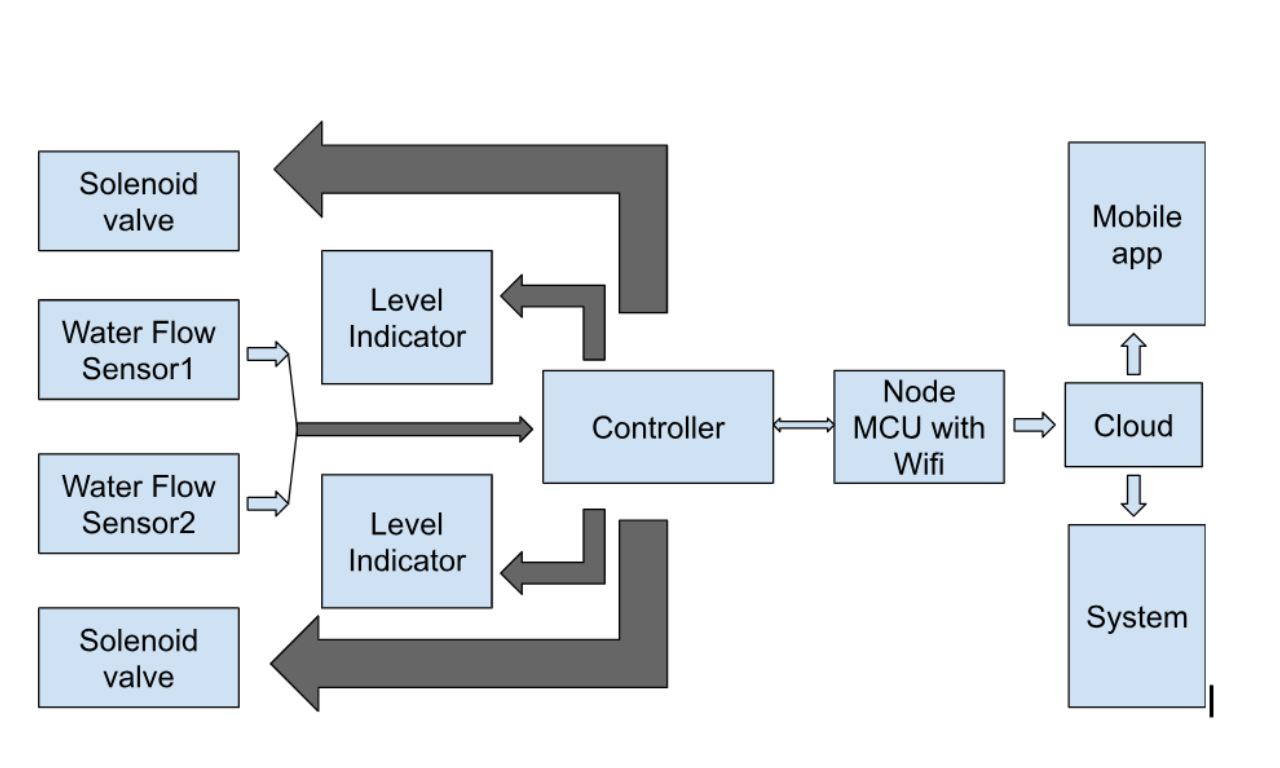 Solenoid
valve
Water Flow
Sensor1
Water Flow
Sensor2
Solenoid
valve
Level
Indicator
Level
Indicator
Controller
Node
MCU with
Wifi
Mobile
app
Cloud
System